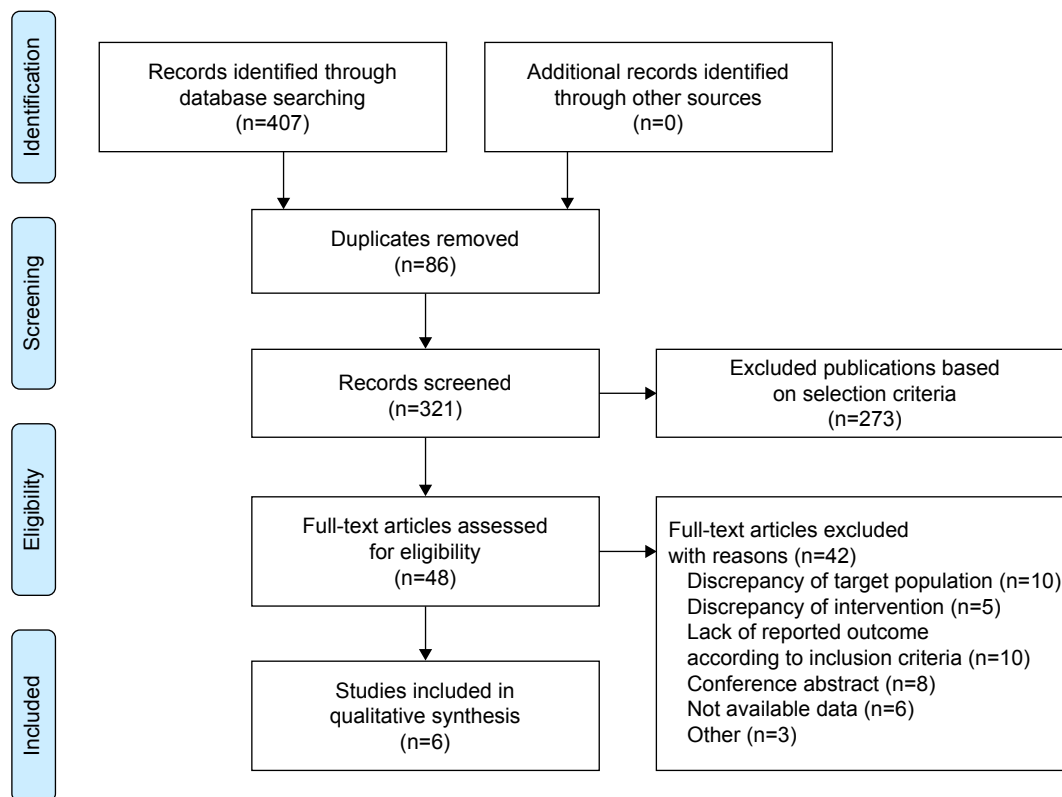 Identification
Records identified through
database searching
(n=407)
Additional records identified
through other sources
(n=0)
Screening
Duplicates removed
(n=86)
Records screened
(n=321)
Excluded publications based
on selection criteria
(n=273)
Eligibility
Full-text articles assessed
for eligibility
(n=48)
Full-text articles excluded
with reasons (n=42)
Discrepancy of target population (n=10)
Discrepancy of intervention (n=5)
Lack of reported outcome
according to inclusion criteria (n=10)
Conference abstract (n=8)
Not available data (n=6)
Other (n=3)
Included
Studies included in
qualitative synthesis
(n=6)